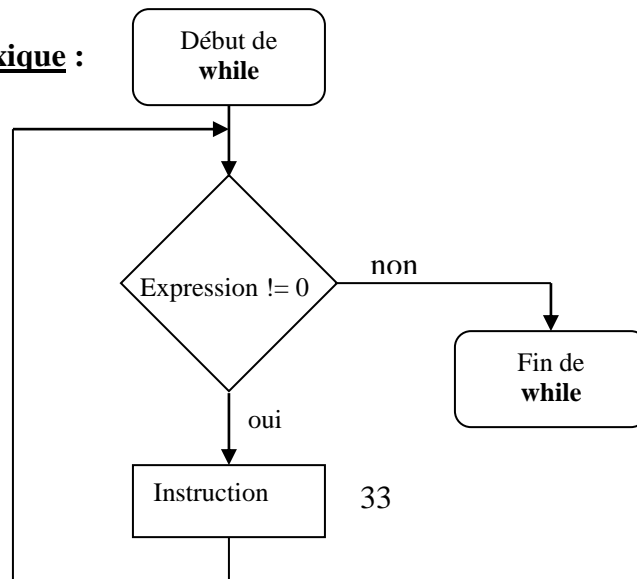 xique :
Début de
while
Expression != 0
non
Fin de
while
oui
Instruction
33